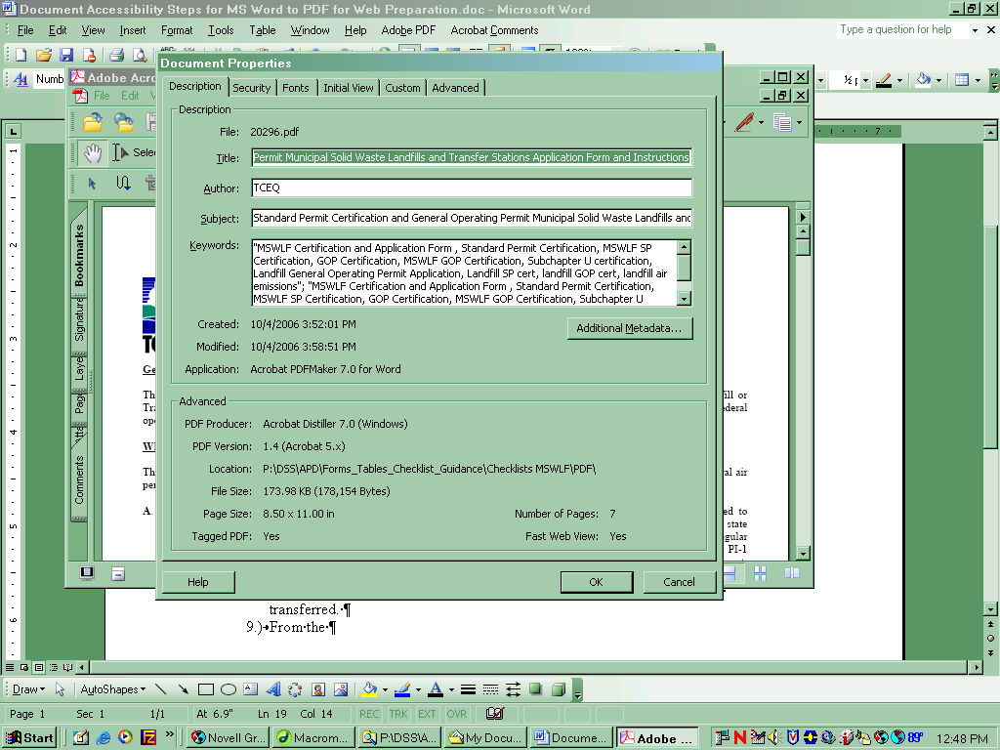 Document Accessibility Steps for MS Word to PDF for Web Preparation.doc - Microsoft Word
File Edit View Insert Format Tools Table Window Help Adobe PDF Acrobat Comments
Type a question for help
Numb
½
Adobe Acro
File Edit V
Selec
Document Properties
Description Security Fonts Initial View Custom Advanced
Description
File: 20296.pdf
Title: Permit Municipal Solid Waste Landfills and Transfer Stations Application Form and Instructions
Author: TCEQ
Subject: Standard Permit Certification and General Operating Permit Municipal Solid Waste Landfills and
Keywords: "MSWLF Certification and Application Form , Standard Permit Certification, MSWLF SP
Certification, GOP Certification, MSWLF GOP Certification, Subchapter U certification,
Landfill General Operating Permit Application, Landfill SP cert, landfill GOP cert, landfill air
emissions"; "MSWLF Certification and Application Form , Standard Permit Certification,
MSWLF SP Certification, GOP Certification, MSWLF GOP Certification, Subchapter U
Created: 10/4/2006 3:52:01 PM
Additional Metadata...
Modified: 10/4/2006 3:58:51 PM
Application: Acrobat PDFMaker 7.0 for Word
Advanced
PDF Producer: Acrobat Distiller 7.0 (Windows)
PDF Version: 1.4 (Acrobat 5.x)
Location: P:\DSS\APD\Forms_Tables_Checklist_Guidance\Checklists MSWLF\PDF\
File Size: 173.98 KB (178,154 Bytes)
Page Size: 8.50 x 11.00 in Number of Pages: 7
Tagged PDF: Yes Fast Web View: Yes
Help OK Cancel
Bookmarks
Signature
Laye
Pag
Comments
Ge
Th
Tra
ope
Th
per
A.
ill or
ederal
al air
ed to
state
gular
PI-1
transferred.·¶
9.)→From·the·¶
Draw AutoShapes
Page 1 Sec 1 1/1 At 6.9" Ln 19 Col 14 REC TRK EXT OVR
Start Novell Gr... Macrom... P:\DSS\A... My Docu... Docume... Adobe ... 89° 12:48 PM